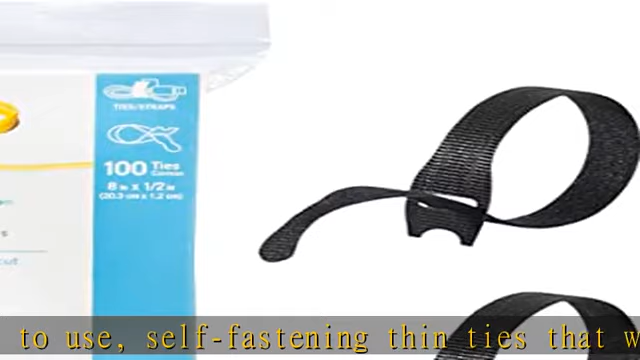 TIES/STRAPS
100 Ties
8 in x 1/2 in
(20.3 cm x 1.2 cm)
s
cut
to use, self-fastening thin ties that w